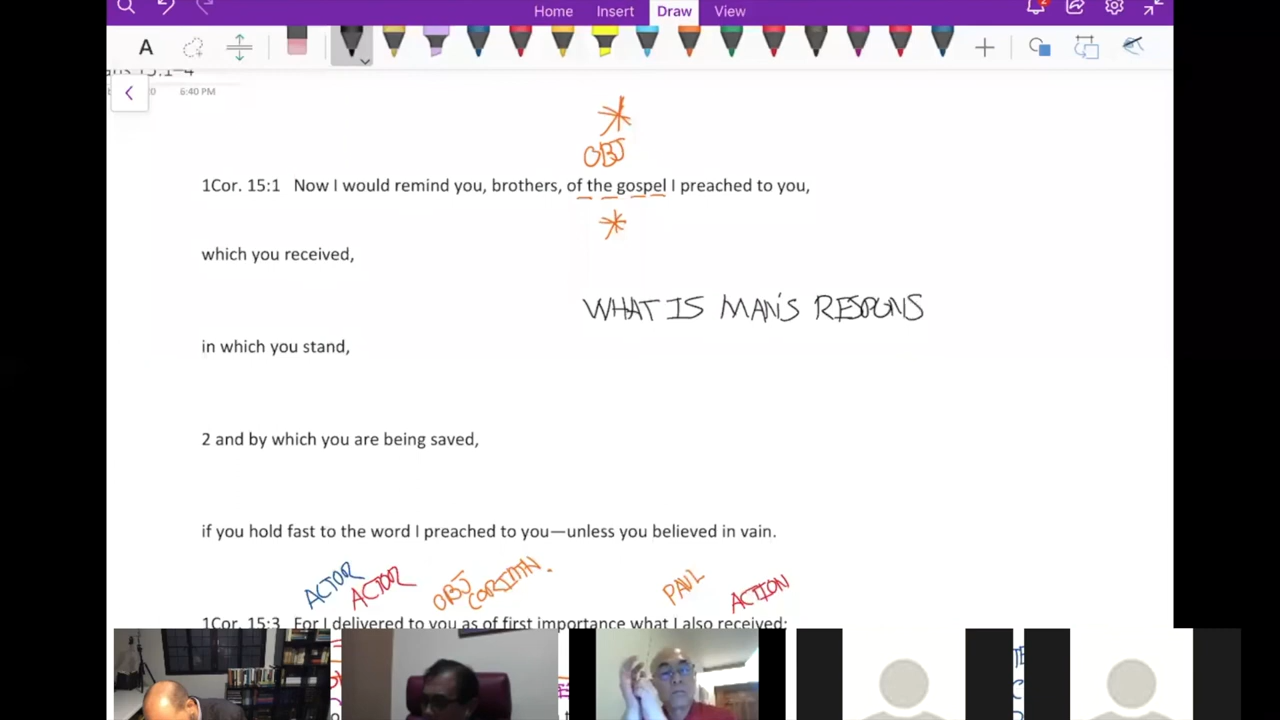 Home Insert Draw View
A
6:40 PM
OBJ
1Cor. 15:1 Now I would remind you, brothers, of the gospel I preached to you,
which you received,
WHAT IS MAN'S RESPONS
in which you stand,
2 and by which you are being saved,
if you hold fast to the word I preached to you—unless you believed in vain.
ACTOR ACTOR OBJ CORINTH. PAUL ACTION
1Cor. 15:3 For I delivered to you as of first importance what I also received: